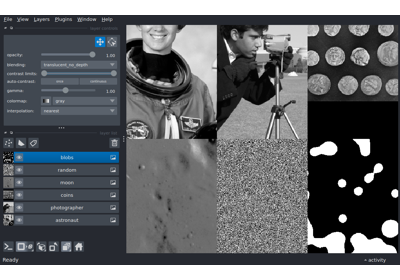 File View Layers Plugins Window Help
opacity: 1.00
blending: translucent_no_depth
contrast limits:
auto-contrast: once continuous
gamma: 1.00
colormap: gray
interpolation: nearest
blobs
random
moon
coins
photographer
astronaut
Ready activity